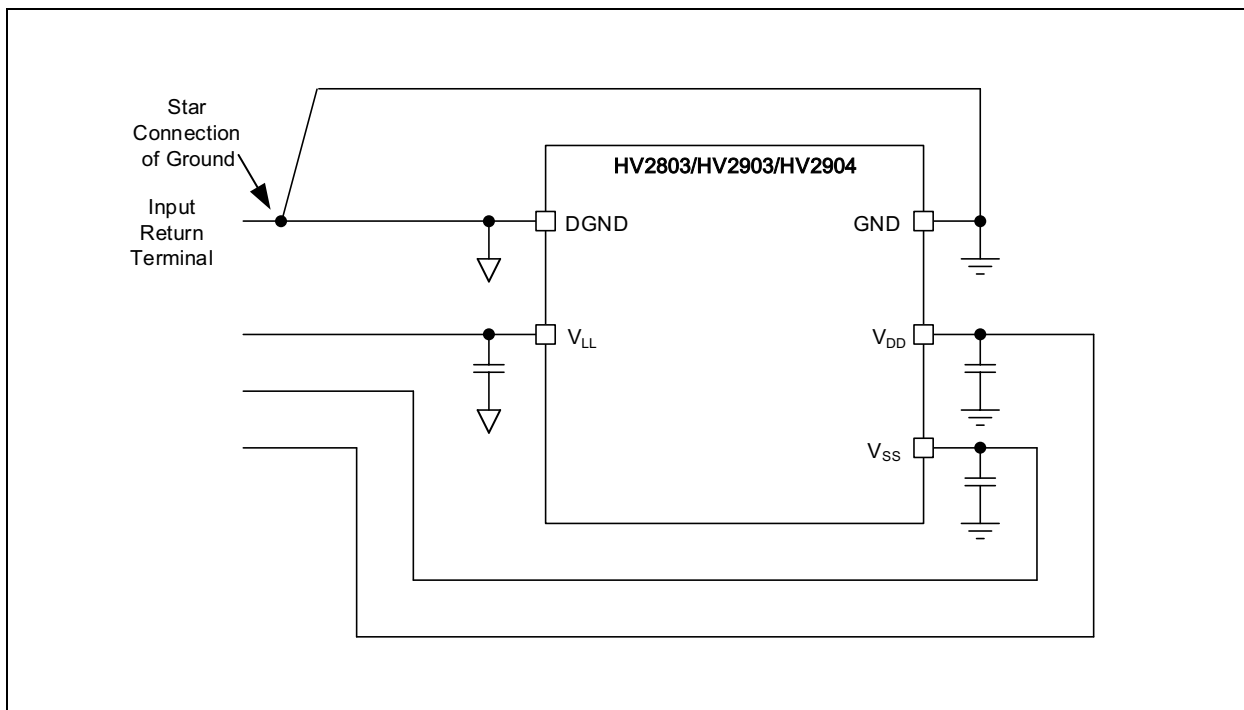 Star
Connection
of Ground
Input
Return
Terminal
HV2803/HV2903/HV2904
DGND
GND
VLL
VDD
VSS